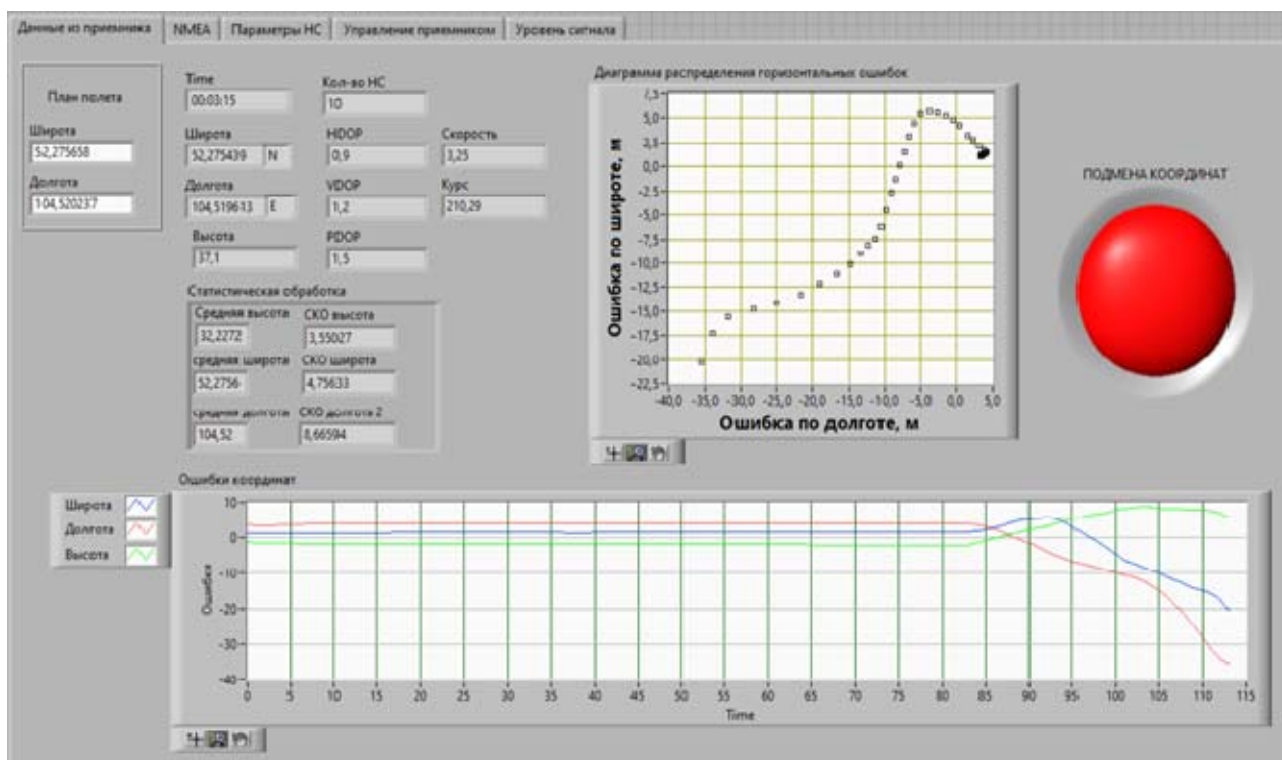 Данные из приемника NMEA Параметры НС Управление приемником Уровень сигнала
План полета
Широта
52,275658
Долгота
104,520237
Time
00:03:15
Кол-во НС
10
Широта
52,275439 N
HDOP
0,9
Скорость
3,25
Долгота
104,519613 E
VDOP
1,2
Курс
210,29
Высота
37,1
PDOP
1,5
Статистическая обработка
Средняя высота СКО высота
32,2272 3,55027
средняя широта СКО широта
52,2756 4,75633
средняя долгота СКО долгота 2
104,52 8,66594
Диаграмма распределения горизонтальных ошибок
Ошибка по широте, м
7,5
5,0
2,5
0,0
-2,5
-5,0
-7,5
-10,0
-12,5
-15,0
-17,5
-20,0
-22,5
-40,0 -35,0 -30,0 -25,0 -20,0 -15,0 -10,0 -5,0 0,0 5,0
Ошибка по долготе, м
ПОДМЕНА КООРДИНАТ
Ошибки координат
Широта
Долгота
Высота
Ошибка
10
0
-10
-20
-30
-40
0 5 10 15 20 25 30 35 40 45 50 55 60 65 70 75 80 85 90 95 100 105 110 115
Time